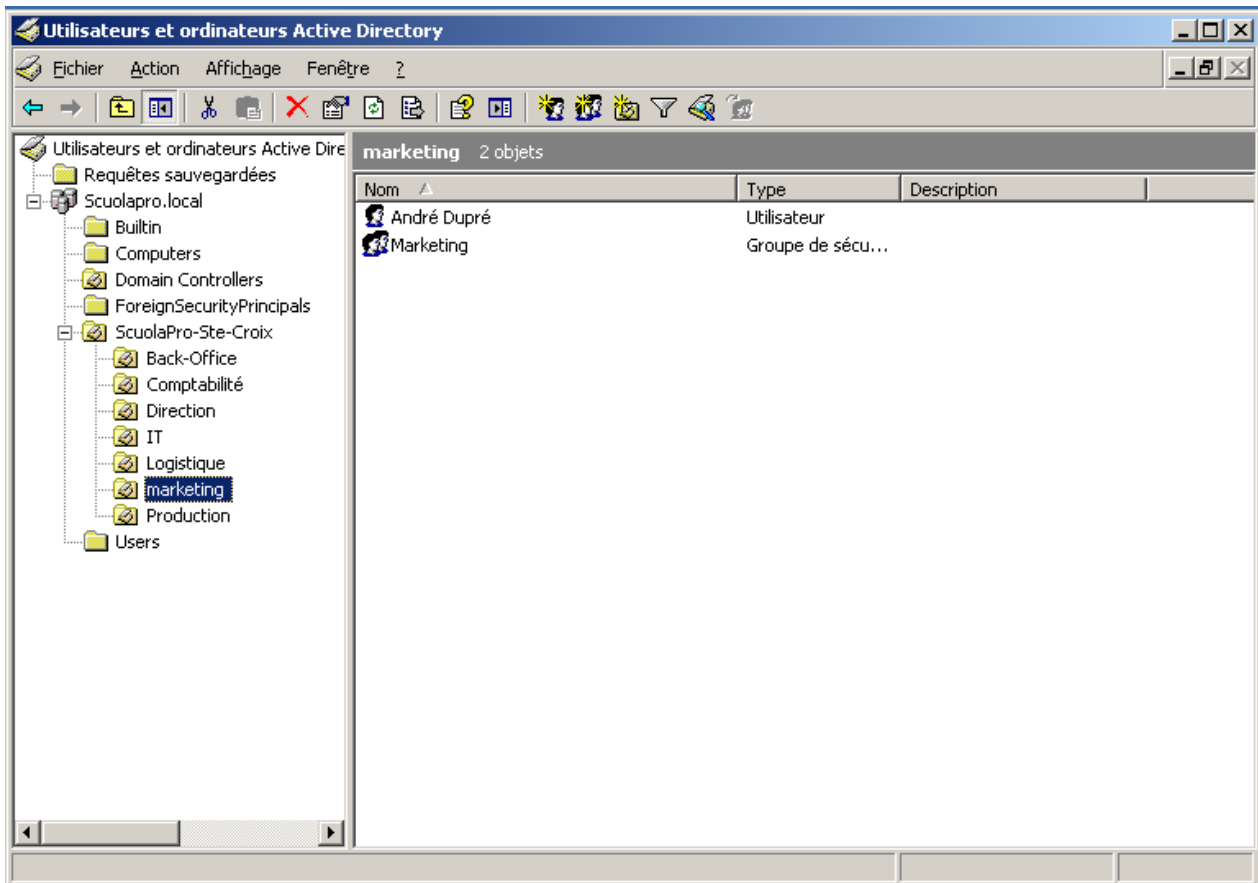 Utilisateurs et ordinateurs Active Directory
Fichier Action Affichage Fenêtre ?
Utilisateurs et ordinateurs Active Dire
Requêtes sauvegardées
Scuolapro.local
Builtin
Computers
Domain Controllers
ForeignSecurityPrincipals
ScuolaPro-Ste-Croix
Back-Office
Comptabilité
Direction
IT
Logistique
marketing
Production
Users
marketing 2 objets
Nom Type Description
André Dupré Utilisateur
Marketing Groupe de sécu...